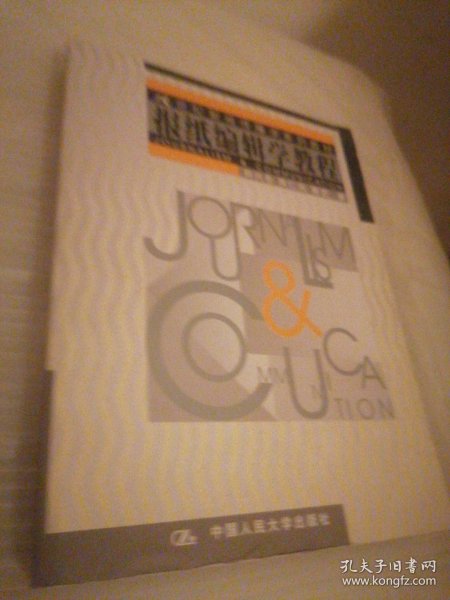 报纸编辑学教程
JOURNALISM
&
COMMUNICATION
中国人民大学出版社
孔夫子旧书网
www.kongfz.com